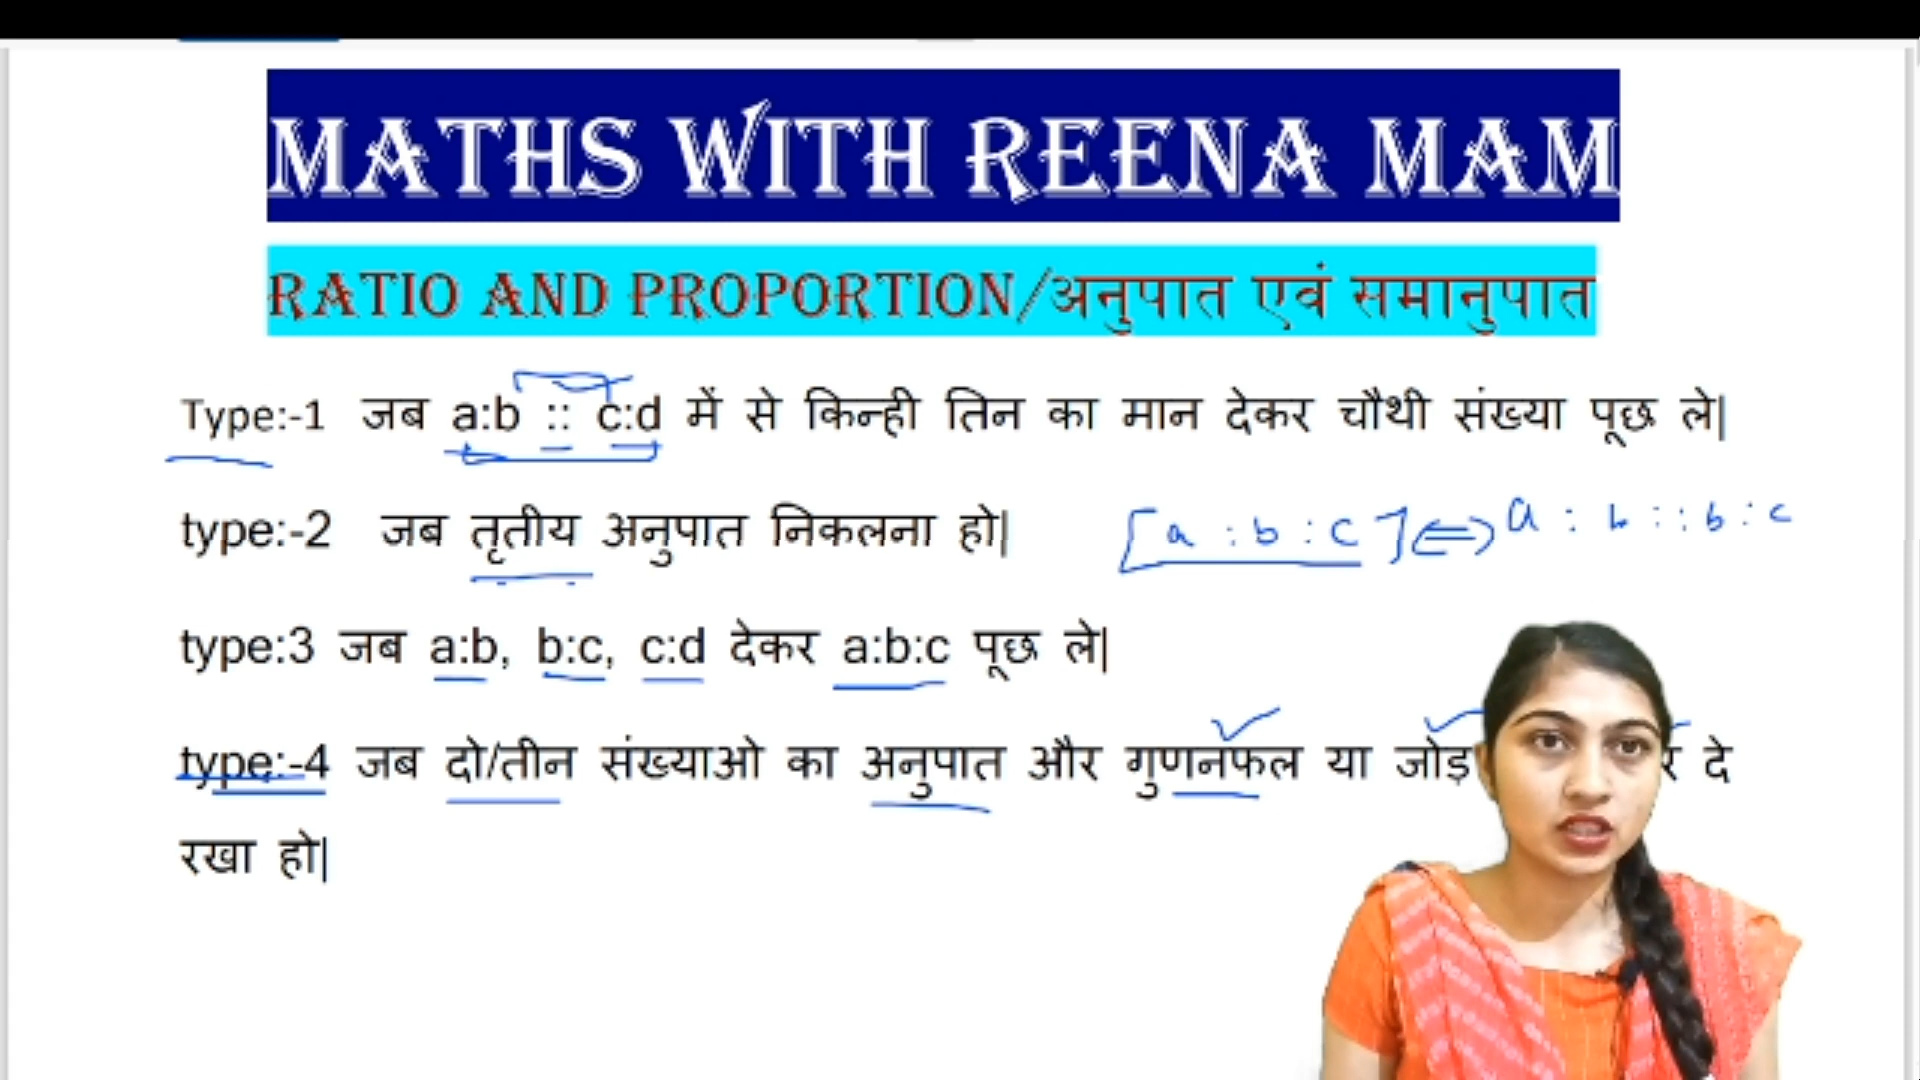 MATHS WITH REENA MAM
RATIO AND PROPORTION/अनुपात एवं समानुपात
Type:-1 जब a:b :: c:d में से किन्ही तिन का मान देकर चौथी संख्या पूछ ले|
type:-2 जब तृतीय अनुपात निकलना हो| [a : b : c] ⇔ a : b :: b : c
type:3 जब a:b, b:c, c:d देकर a:b:c पूछ ले|
type:-4 जब दो/तीन संख्याओ का अनुपात और गुणनफल या जोड़ दे
रखा हो|